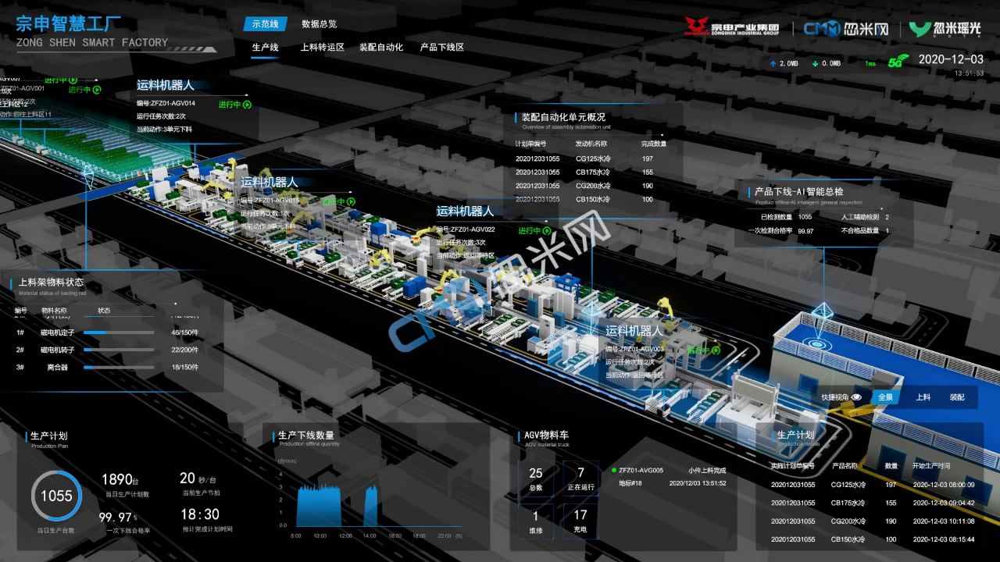 宗申智慧工厂
ZONG SHEN SMART FACTORY
示范线 数据总览
生产线 上料转运区 装配自动化 产品下线区
宗申产业集团
ZONGSHEN INDUSTRIAL GROUP
忽米网
忽米瑶光
2.0MB 0.0MB 1ms 5G 2020-12-03
13:51:53
进行中
ZFZ01-AGV001 进行中
动作:前往上料区11
运料机器人
编号:ZFZ01-AGV014 进行中
运行任务次数:2次
当前动作:3单元下料
运料机器人
编号:ZFZ01-AGV015
运行任务次数:1次
当前动作:8单元下料
运料机器人
编号:ZFZ01-AGV022 进行中
运行任务次数:3次
当前动作:返回等待区
装配自动化单元概况
Overview of assembly automation unit
计划单编号 发动机名称 完成数量
202012031055 CG125水冷 197
202012031055 CB175水冷 155
202012031055 CG200水冷 190
202012031055 CB150水冷 100
产品下线-AI智能总检
Product offline-AI intelligent general inspection
已检测数量 1055 人工辅助检测 2
一次检测合格率 99.97 不合格品数量 1
忽米网
上料架物料状态
Material status of loading rad
编号 物料名称 状态
1# 磁电机定子 46/150件
2# 磁电机转子 22/200件
3# 离合器 18/150件
运料机器人
编号:ZFZ01-AGV003 进行中
运行任务次数:2次
当前动作:返回等待区
快捷视角 全景 上料 装配
生产计划
Production Plan
1055
当日生产台数
1890台
当日生产计划数
20 秒/台
当前生产节拍
99.97%
一次下线合格率
18:30
预计完成计划时间
生产下线数量
Production offline quantity
(台/min)
4
3
2
1
0.0
8:00 10:00 12:00 14:00 16:00 18:00 20:00 (h)
AGV物料车
AGV material truck
25 总数
7 正在运行
1 维修
17 充电
ZFZ01-AVG005 小件上料完成
地标#18 2020/12/03 13:51:52
生产计划
Production details
实施计划单编号 产品名称 数量 开始生产时间
202012031055 CG125水冷 197 2020-12-03 08:00:09
202012031055 CB175水冷 155 2020-12-03 09:04:42
202012031055 CG200水冷 190 2020-12-03 10:11:08
202012031055 CB150水冷 100 2020-12-03 08:15:44